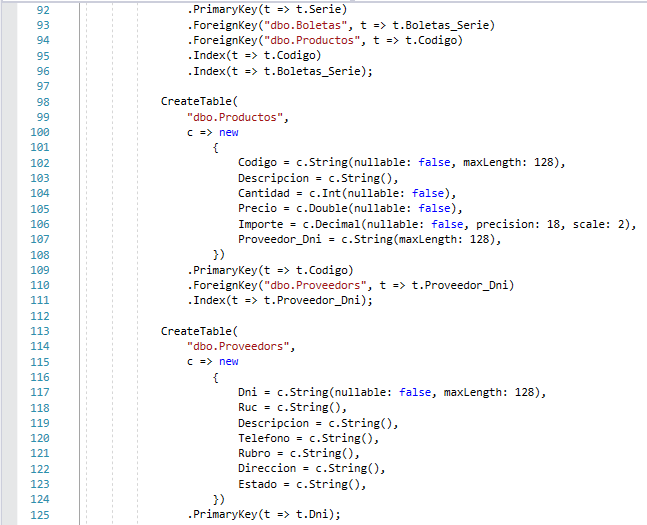 92 .PrimaryKey(t => t.Serie)
93 .ForeignKey("dbo.Boletas", t => t.Boletas_Serie)
94 .ForeignKey("dbo.Productos", t => t.Codigo)
95 .Index(t => t.Codigo)
96 .Index(t => t.Boletas_Serie);
97
98 CreateTable(
99 "dbo.Productos",
100 c => new
101 {
102 Codigo = c.String(nullable: false, maxLength: 128),
103 Descripcion = c.String(),
104 Cantidad = c.Int(nullable: false),
105 Precio = c.Double(nullable: false),
106 Importe = c.Decimal(nullable: false, precision: 18, scale: 2),
107 Proveedor_Dni = c.String(maxLength: 128),
108 })
109 .PrimaryKey(t => t.Codigo)
110 .ForeignKey("dbo.Proveedors", t => t.Proveedor_Dni)
111 .Index(t => t.Proveedor_Dni);
112
113 CreateTable(
114 "dbo.Proveedors",
115 c => new
116 {
117 Dni = c.String(nullable: false, maxLength: 128),
118 Ruc = c.String(),
119 Descripcion = c.String(),
120 Telefono = c.String(),
121 Rubro = c.String(),
122 Direccion = c.String(),
123 Estado = c.String(),
124 })
125 .PrimaryKey(t => t.Dni);